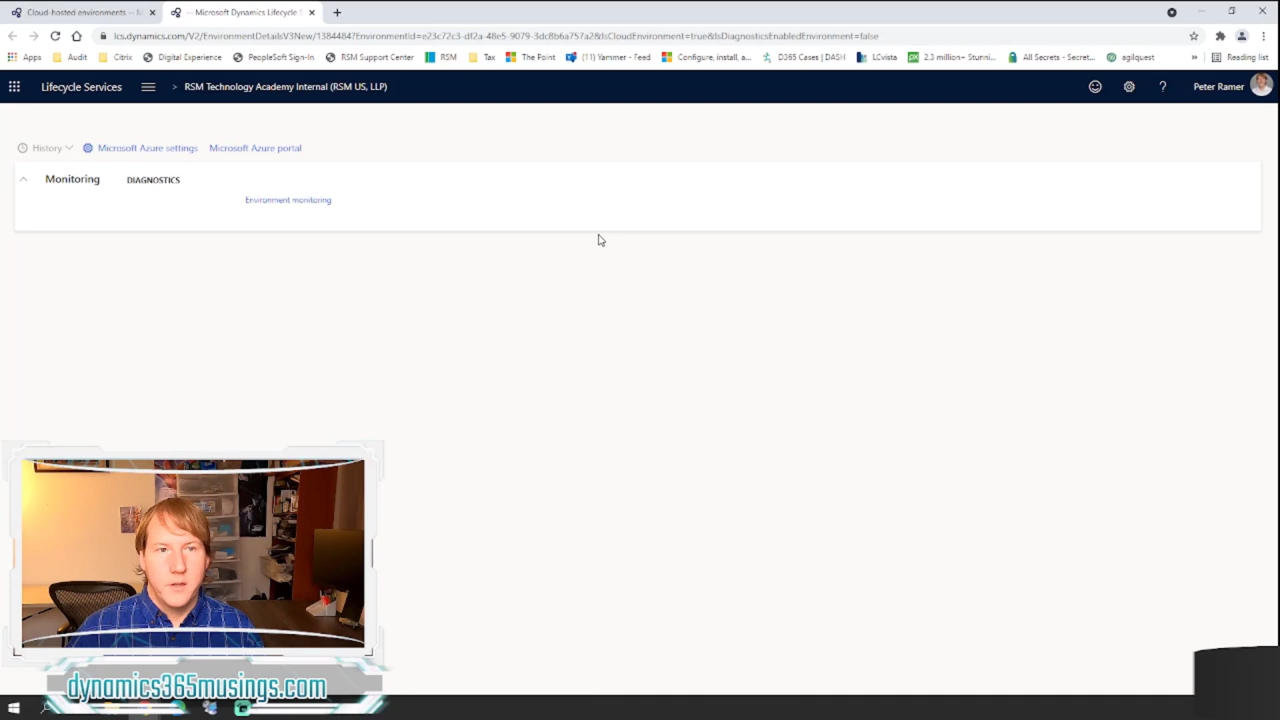 Cloud-hosted environments -- M
-- Microsoft Dynamics Lifecycle S
lcs.dynamics.com/V2/EnvironmentDetailsV3New/1384484?EnvironmentId=e23c72c3-df2a-48e5-9079-3dc8b6a757a2&IsCloudEnvironment=true&IsDiagnosticsEnabledEnvironment=false
Apps Audit Citrix Digital Experience PeopleSoft Sign-In RSM Support Center RSM Tax The Point (11) Yammer - Feed Configure, install, a... D365 Cases | DASH LCvista 2.3 million+ Stunni... All Secrets - Secret... agilquest » Reading list
Lifecycle Services > RSM Technology Academy Internal (RSM US, LLP) ? Peter Ramer
History Microsoft Azure settings Microsoft Azure portal
Monitoring DIAGNOSTICS
Environment monitoring
dynamics365musings.com